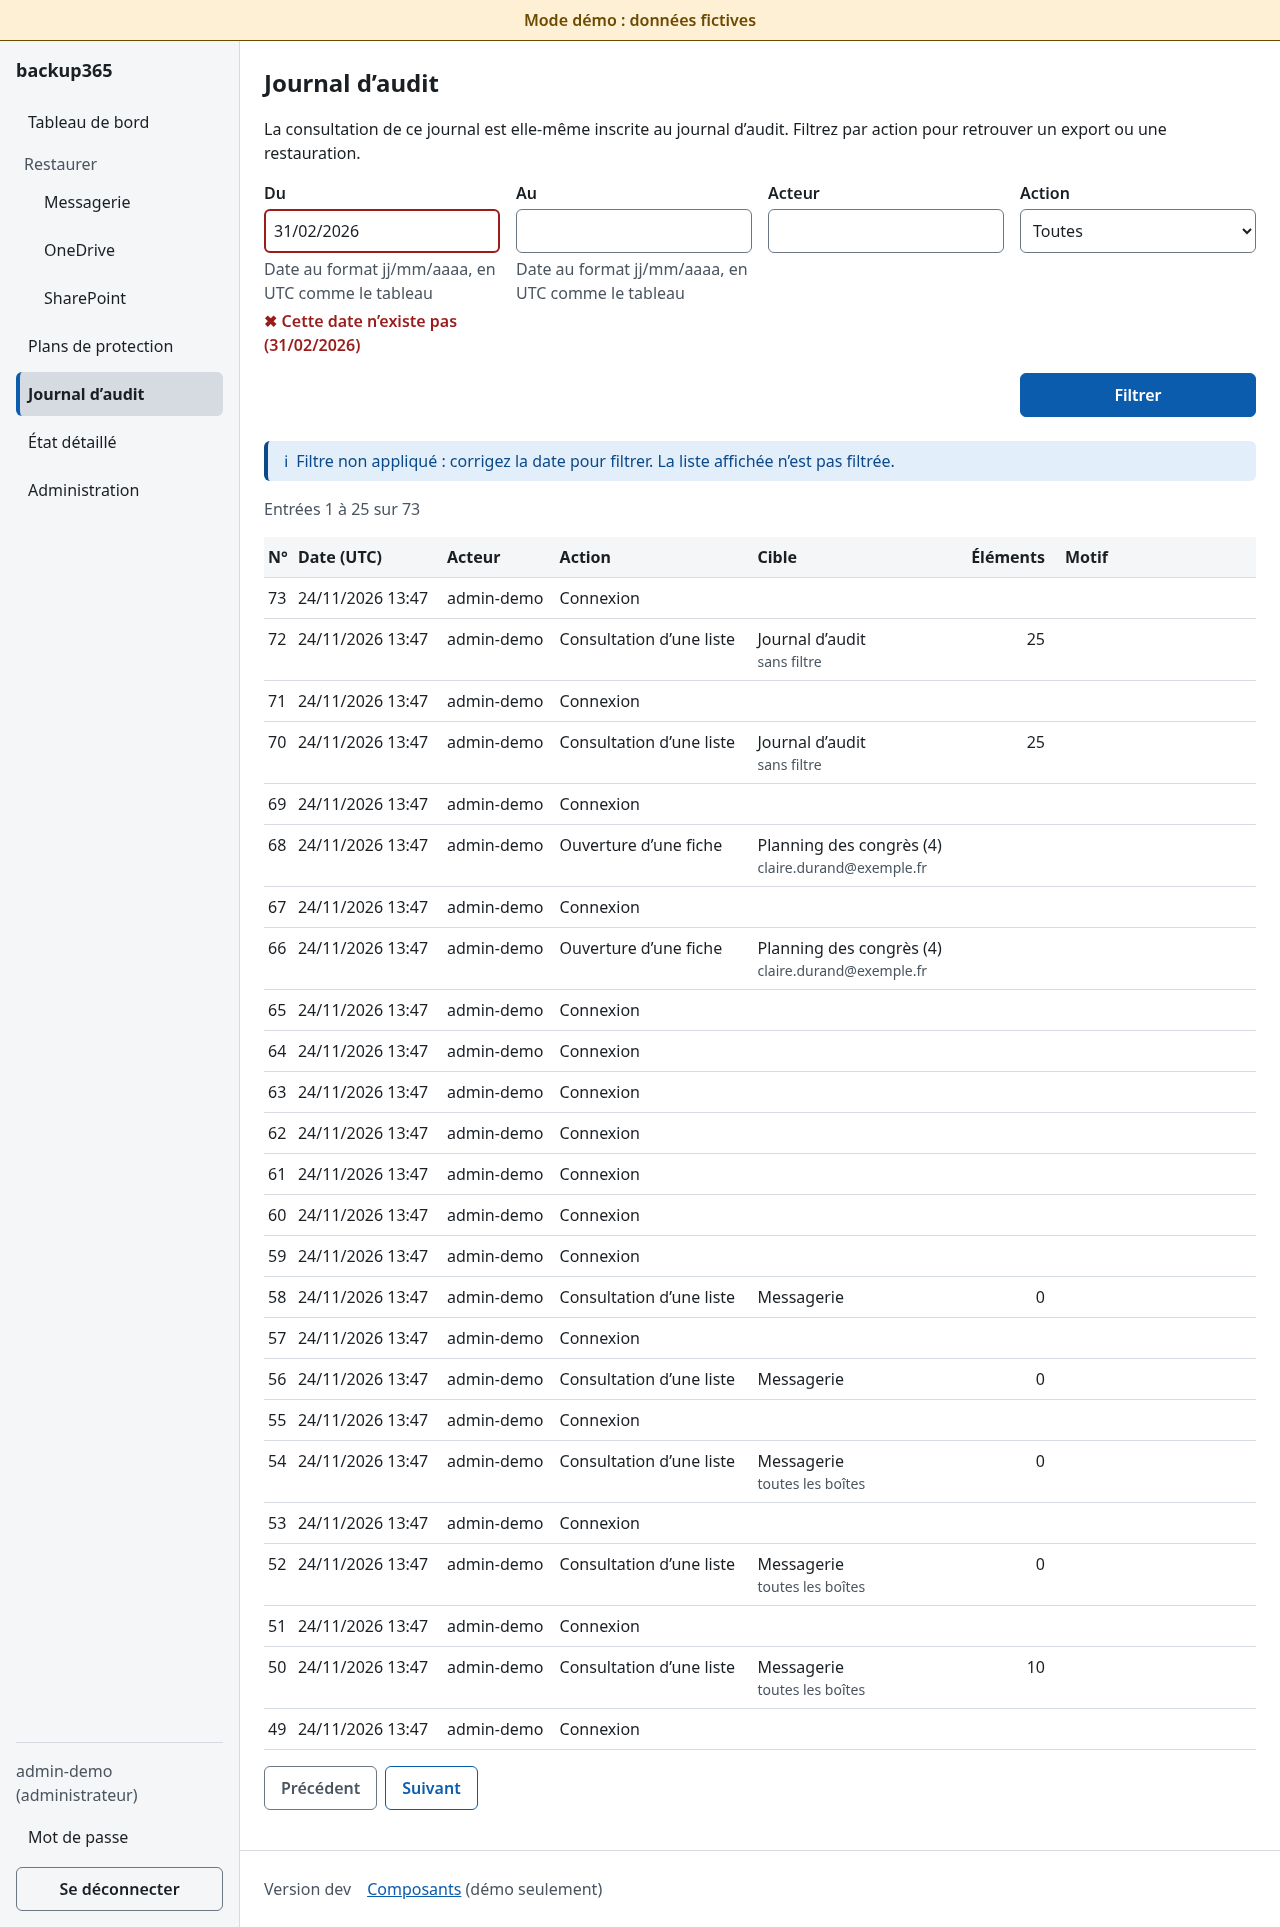 Mode démo : données fictives
backup365
Tableau de bord
Restaurer
Messagerie
OneDrive
SharePoint
Plans de protection
Journal d’audit
État détaillé
Administration
admin-demo
(administrateur)
Mot de passe
Se déconnecter
Journal d’audit
La consultation de ce journal est elle-même inscrite au journal d’audit. Filtrez par action pour retrouver un export ou une
restauration.
Du Au Acteur Action
31/02/2026 Toutes
Date au format jj/mm/aaaa, en Date au format jj/mm/aaaa, en
UTC comme le tableau UTC comme le tableau
✖ Cette date n’existe pas
(31/02/2026)
Filtrer
i Filtre non appliqué : corrigez la date pour filtrer. La liste affichée n’est pas filtrée.
Entrées 1 à 25 sur 73
N° Date (UTC) Acteur Action Cible Éléments Motif
73 24/11/2026 13:47 admin-demo Connexion
72 24/11/2026 13:47 admin-demo Consultation d’une liste Journal d’audit 25
sans filtre
71 24/11/2026 13:47 admin-demo Connexion
70 24/11/2026 13:47 admin-demo Consultation d’une liste Journal d’audit 25
sans filtre
69 24/11/2026 13:47 admin-demo Connexion
68 24/11/2026 13:47 admin-demo Ouverture d’une fiche Planning des congrès (4)
claire.durand@exemple.fr
67 24/11/2026 13:47 admin-demo Connexion
66 24/11/2026 13:47 admin-demo Ouverture d’une fiche Planning des congrès (4)
claire.durand@exemple.fr
65 24/11/2026 13:47 admin-demo Connexion
64 24/11/2026 13:47 admin-demo Connexion
63 24/11/2026 13:47 admin-demo Connexion
62 24/11/2026 13:47 admin-demo Connexion
61 24/11/2026 13:47 admin-demo Connexion
60 24/11/2026 13:47 admin-demo Connexion
59 24/11/2026 13:47 admin-demo Connexion
58 24/11/2026 13:47 admin-demo Consultation d’une liste Messagerie 0
57 24/11/2026 13:47 admin-demo Connexion
56 24/11/2026 13:47 admin-demo Consultation d’une liste Messagerie 0
55 24/11/2026 13:47 admin-demo Connexion
54 24/11/2026 13:47 admin-demo Consultation d’une liste Messagerie 0
toutes les boîtes
53 24/11/2026 13:47 admin-demo Connexion
52 24/11/2026 13:47 admin-demo Consultation d’une liste Messagerie 0
toutes les boîtes
51 24/11/2026 13:47 admin-demo Connexion
50 24/11/2026 13:47 admin-demo Consultation d’une liste Messagerie 10
toutes les boîtes
49 24/11/2026 13:47 admin-demo Connexion
Précédent Suivant
Version dev Composants (démo seulement)